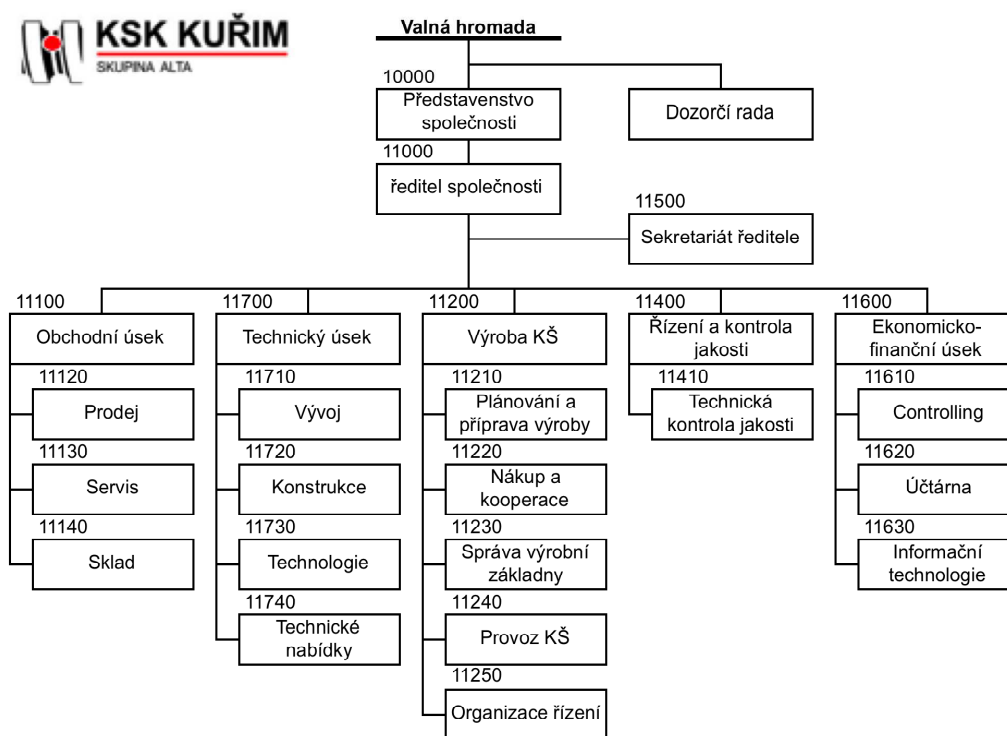 KSK KUŘIM
SKUPINA ALTA
Valná hromada
10000
Představenstvo
společnosti
Dozorčí rada
11000
ředitel společnosti
11500
Sekretariát ředitele
11100
Obchodní úsek
11120
Prodej
11130
Servis
11140
Sklad
11700
Technický úsek
11710
Vývoj
11720
Konstrukce
11730
Technologie
11740
Technické
nabídky
11200
Výroba KŠ
11210
Plánování a
příprava výroby
11220
Nákup a
kooperace
11230
Správa výrobní
základny
11240
Provoz KŠ
11250
Organizace řízení
11400
Řízení a kontrola
jakosti
11410
Technická
kontrola jakosti
11600
Ekonomicko-
finanční úsek
11610
Controlling
11620
Účtárna
11630
Informační
technologie